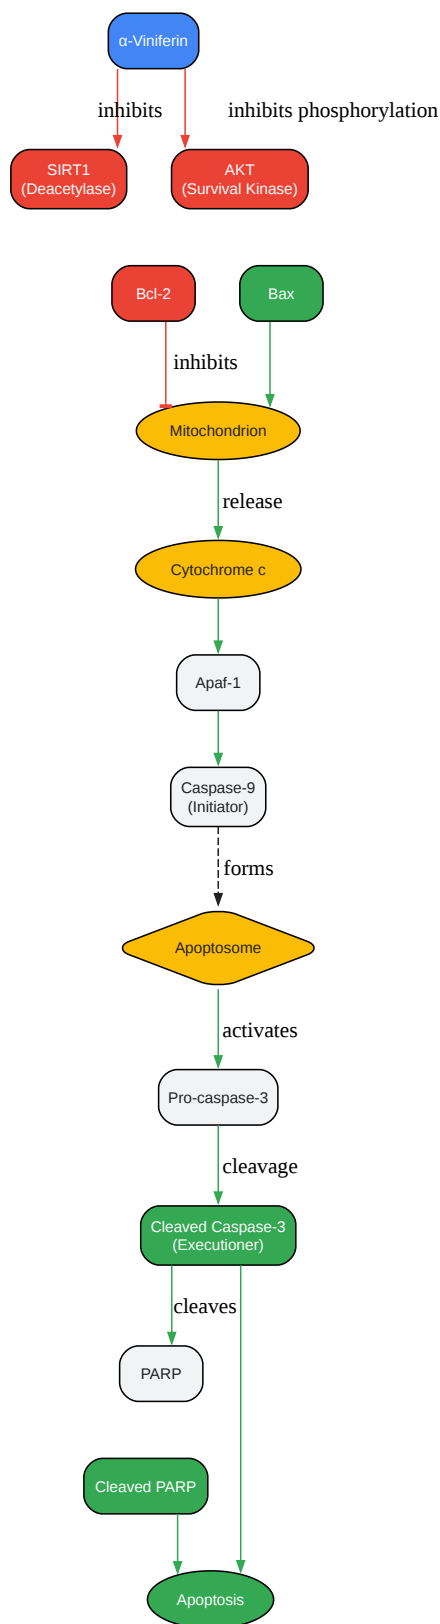 α-Viniferin
inhibits
inhibits phosphorylation
SIRT1
(Deacetylase)
AKT
(Survival Kinase)
Bcl-2
Bax
inhibits
Mitochondrion
release
Cytochrome c
Apaf-1
Caspase-9
(Initiator)
forms
Apoptosome
activates
Pro-caspase-3
cleavage
Cleaved Caspase-3
(Executioner)
cleaves
PARP
Cleaved PARP
Apoptosis